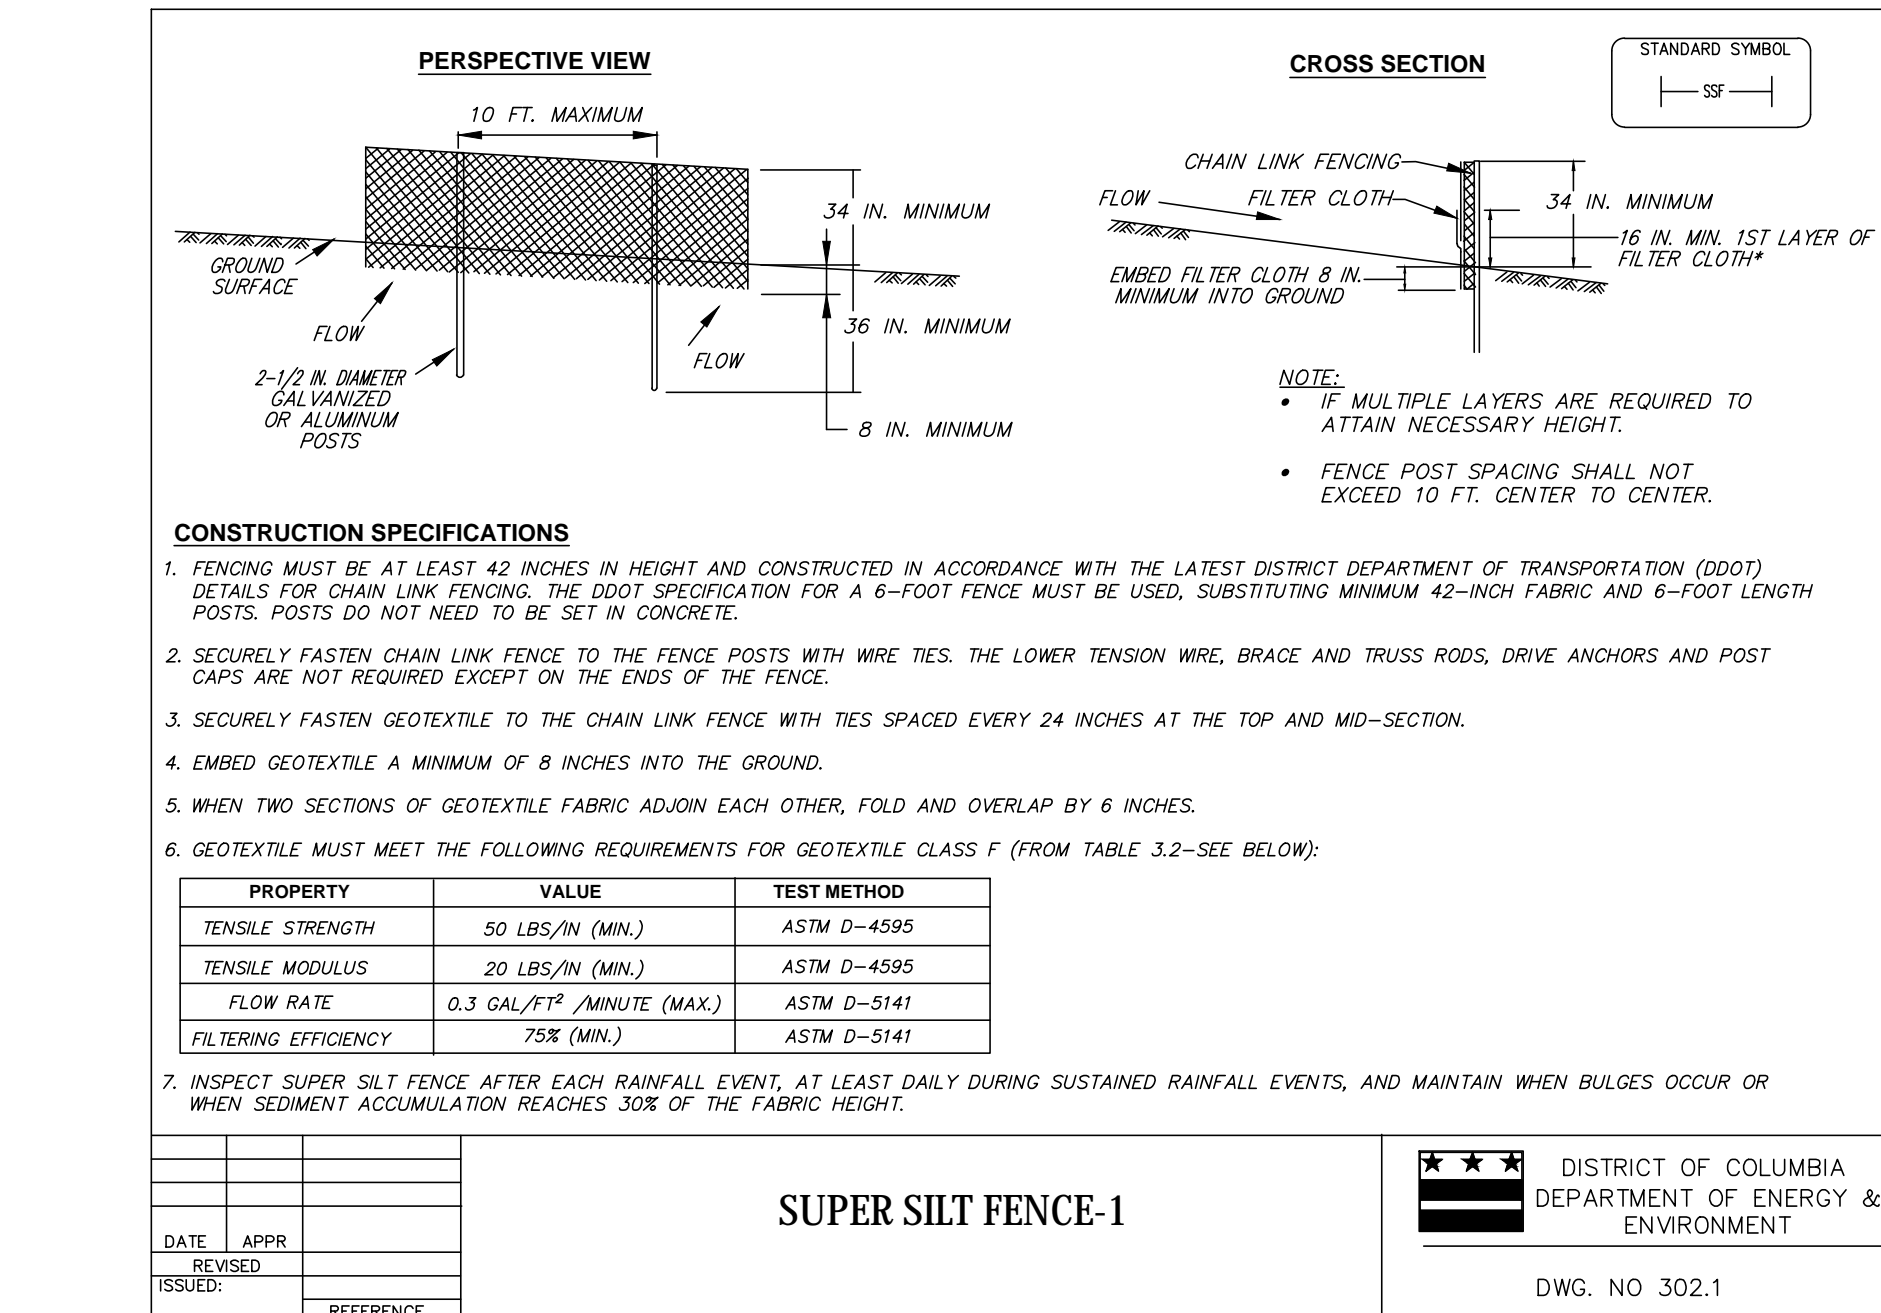 PERSPECTIVE VIEW
10 FT. MAXIMUM
34 IN. MINIMUM
GROUND
SURFACE
FLOW
36 IN. MINIMUM
FLOW
2-1/2 IN. DIAMETER
GALVANIZED
OR ALUMINUM
POSTS
8 IN. MINIMUM
CROSS SECTION
STANDARD SYMBOL
SSF
CHAIN LINK FENCING
FLOW
FILTER CLOTH
34 IN. MINIMUM
16 IN. MIN. 1ST LAYER OF
FILTER CLOTH*
EMBED FILTER CLOTH 8 IN.
MINIMUM INTO GROUND
NOTE:
• IF MULTIPLE LAYERS ARE REQUIRED TO
ATTAIN NECESSARY HEIGHT.
• FENCE POST SPACING SHALL NOT
EXCEED 10 FT. CENTER TO CENTER.
CONSTRUCTION SPECIFICATIONS
1. FENCING MUST BE AT LEAST 42 INCHES IN HEIGHT AND CONSTRUCTED IN ACCORDANCE WITH THE LATEST DISTRICT DEPARTMENT OF TRANSPORTATION (DDOT)
DETAILS FOR CHAIN LINK FENCING. THE DDOT SPECIFICATION FOR A 6-FOOT FENCE MUST BE USED, SUBSTITUTING MINIMUM 42-INCH FABRIC AND 6-FOOT LENGTH
POSTS. POSTS DO NOT NEED TO BE SET IN CONCRETE.
2. SECURELY FASTEN CHAIN LINK FENCE TO THE FENCE POSTS WITH WIRE TIES. THE LOWER TENSION WIRE, BRACE AND TRUSS RODS, DRIVE ANCHORS AND POST
CAPS ARE NOT REQUIRED EXCEPT ON THE ENDS OF THE FENCE.
3. SECURELY FASTEN GEOTEXTILE TO THE CHAIN LINK FENCE WITH TIES SPACED EVERY 24 INCHES AT THE TOP AND MID-SECTION.
4. EMBED GEOTEXTILE A MINIMUM OF 8 INCHES INTO THE GROUND.
5. WHEN TWO SECTIONS OF GEOTEXTILE FABRIC ADJOIN EACH OTHER, FOLD AND OVERLAP BY 6 INCHES.
6. GEOTEXTILE MUST MEET THE FOLLOWING REQUIREMENTS FOR GEOTEXTILE CLASS F (FROM TABLE 3.2-SEE BELOW):
PROPERTY VALUE TEST METHOD
TENSILE STRENGTH 50 LBS/IN (MIN.) ASTM D-4595
TENSILE MODULUS 20 LBS/IN (MIN.) ASTM D-4595
FLOW RATE 0.3 GAL/FT² /MINUTE (MAX.) ASTM D-5141
FILTERING EFFICIENCY 75% (MIN.) ASTM D-5141
7. INSPECT SUPER SILT FENCE AFTER EACH RAINFALL EVENT, AT LEAST DAILY DURING SUSTAINED RAINFALL EVENTS, AND MAINTAIN WHEN BULGES OCCUR OR
WHEN SEDIMENT ACCUMULATION REACHES 30% OF THE FABRIC HEIGHT.
DATE APPR
REVISED
ISSUED:
REFERENCE
SUPER SILT FENCE-1
DISTRICT OF COLUMBIA
DEPARTMENT OF ENERGY &
ENVIRONMENT
DWG. NO 302.1